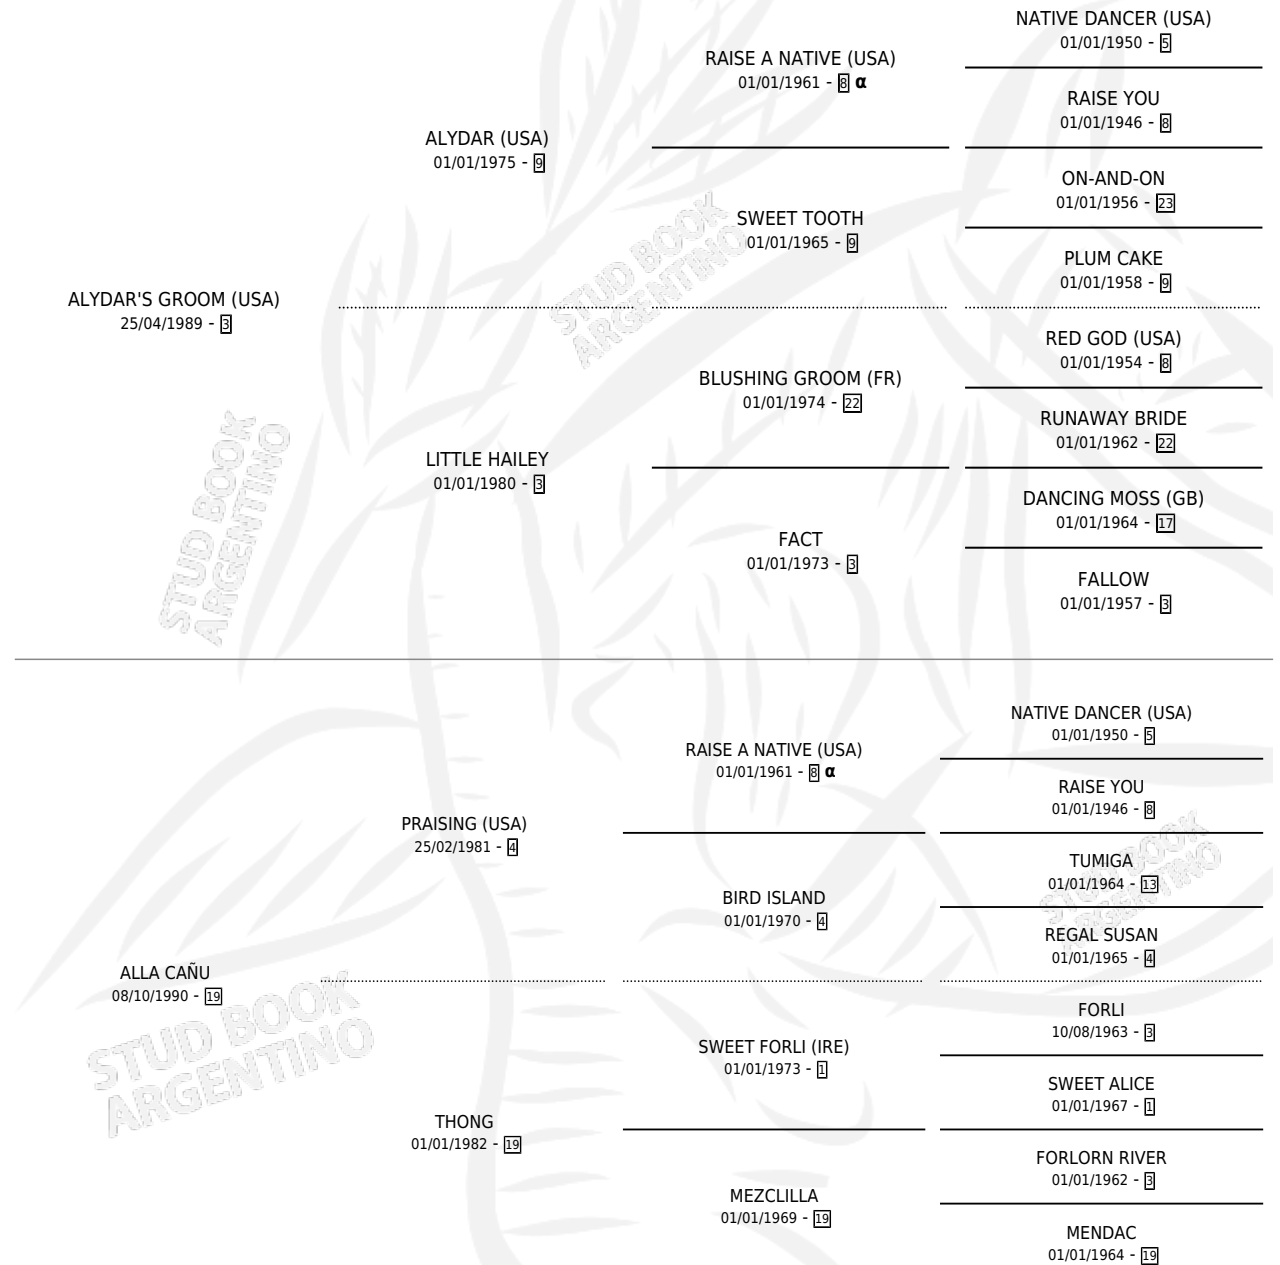 NATIVE DANCER (USA)
01/01/1950 - 5
RAISE A NATIVE (USA)
01/01/1961 - 8 α
RAISE YOU
01/01/1946 - 8
ALYDAR (USA)
01/01/1975 - 9
ON-AND-ON
01/01/1956 - 23
SWEET TOOTH
01/01/1965 - 9
PLUM CAKE
01/01/1958 - 9
ALYDAR'S GROOM (USA)
25/04/1989 - 3
STUD BOOK
ARGENTINO
RED GOD (USA)
01/01/1954 - 8
BLUSHING GROOM (FR)
01/01/1974 - 22
RUNAWAY BRIDE
01/01/1962 - 22
LITTLE HAILEY
01/01/1980 - 3
DANCING MOSS (GB)
01/01/1964 - 17
FACT
01/01/1973 - 3
FALLOW
01/01/1957 - 3
STUD BOOK
ARGENTINO
NATIVE DANCER (USA)
01/01/1950 - 5
RAISE A NATIVE (USA)
01/01/1961 - 8 α
RAISE YOU
01/01/1946 - 8
PRAISING (USA)
25/02/1981 - 4
TUMIGA
01/01/1964 - 13
BIRD ISLAND
01/01/1970 - 4
REGAL SUSAN
01/01/1965 - 4
STUD BOOK
ARGENTINO
ALLA CAÑU
08/10/1990 - 19
FORLI
10/08/1963 - 3
SWEET FORLI (IRE)
01/01/1973 - 1
SWEET ALICE
01/01/1967 - 1
THONG
01/01/1982 - 19
FORLORN RIVER
01/01/1962 - 3
MEZCLILLA
01/01/1969 - 19
MENDAC
01/01/1964 - 19
STUD BOOK
ARGENTINO